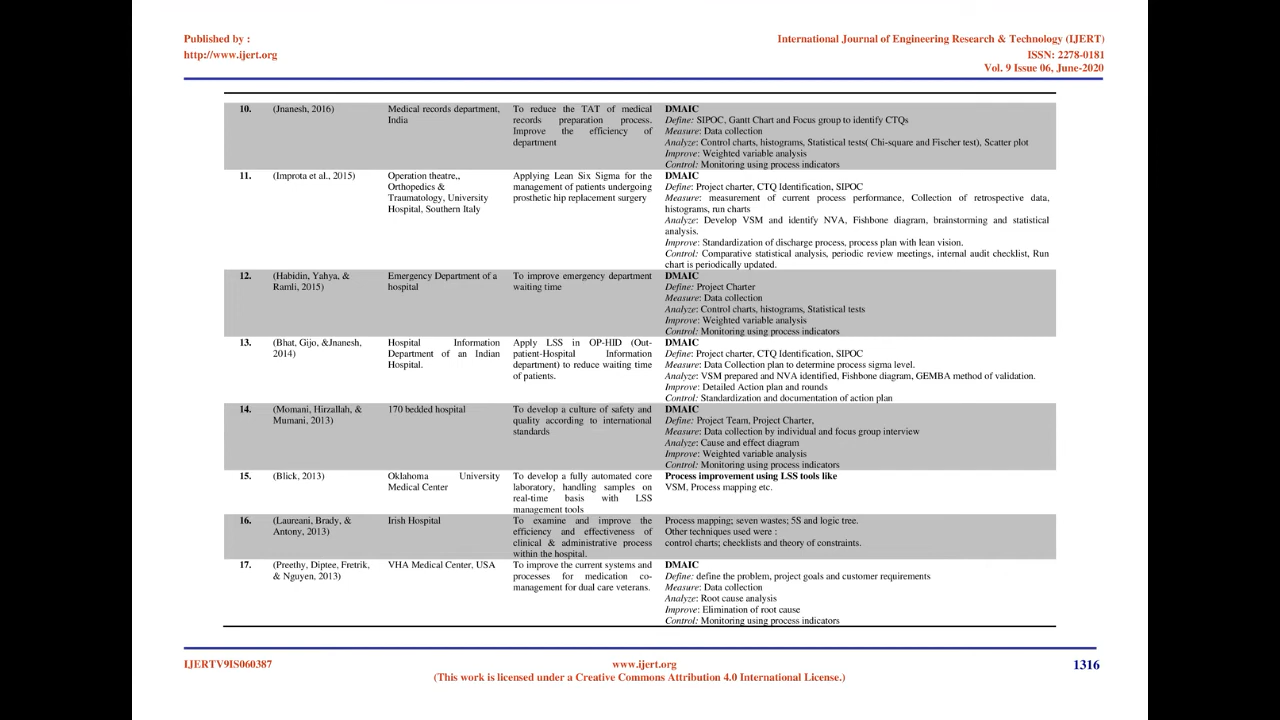 Published by :
International Journal of Engineering Research & Technology (IJERT)
http://www.ijert.org
ISSN: 2278-0181
Vol. 9 Issue 06, June-2020
10.
(Jnanesh, 2016)
Medical records department,
India
To reduce the TAT of medical
records preparation process.
Improve the efficiency of
department
DMAIC
Define: SIPOC, Gantt Chart and Focus group to identify CTQs
Measure: Data collection
Analyze: Control charts, histograms, Statistical tests( Chi-square and Fischer test), Scatter plot
Improve: Weighted variable analysis
Control: Monitoring using process indicators
11.
(Improta et al., 2015)
Operation theatre,,
Orthopedics &
Traumatology, University
Hospital, Southern Italy
Applying Lean Six Sigma for the
management of patients undergoing
prosthetic hip replacement surgery
DMAIC
Define: Project charter, CTQ Identification, SIPOC
Measure: measurement of current process performance, Collection of retrospective data,
histograms, run charts
Analyze: Develop VSM and identify NVA, Fishbone diagram, brainstorming and statistical
analysis.
Improve: Standardization of discharge process, process plan with lean vision.
Control: Comparative statistical analysis, periodic review meetings, internal audit checklist, Run
chart is periodically updated.
12.
(Habidin, Yahya, &
Ramli, 2015)
Emergency Department of a
hospital
To improve emergency department
waiting time
DMAIC
Define: Project Charter
Measure: Data collection
Analyze: Control charts, histograms, Statistical tests
Improve: Weighted variable analysis
Control: Monitoring using process indicators
13.
(Bhat, Gijo, &Jnanesh,
2014)
Hospital Information
Department of an Indian
Hospital.
Apply LSS in OP-HID (Out-
patient-Hospital Information
department) to reduce waiting time
of patients.
DMAIC
Define: Project charter, CTQ Identification, SIPOC
Measure: Data Collection plan to determine process sigma level.
Analyze: VSM prepared and NVA identified, Fishbone diagram, GEMBA method of validation.
Improve: Detailed Action plan and rounds
Control: Standardization and documentation of action plan
14.
(Momani, Hirzallah, &
Mumani, 2013)
170 bedded hospital
To develop a culture of safety and
quality according to international
standards
DMAIC
Define: Project Team, Project Charter,
Measure: Data collection by individual and focus group interview
Analyze: Cause and effect diagram
Improve: Weighted variable analysis
Control: Monitoring using process indicators
15.
(Blick, 2013)
Oklahoma University
Medical Center
To develop a fully automated core
laboratory, handling samples on
real-time basis with LSS
management tools
Process improvement using LSS tools like
VSM, Process mapping etc.
16.
(Laureani, Brady, &
Antony, 2013)
Irish Hospital
To examine and improve the
efficiency and effectiveness of
clinical & administrative process
within the hospital.
Process mapping; seven wastes; 5S and logic tree.
Other techniques used were :
control charts; checklists and theory of constraints.
17.
(Preethy, Diptee, Fretrik,
& Nguyen, 2013)
VHA Medical Center, USA
To improve the current systems and
processes for medication co-
management for dual care veterans.
DMAIC
Define: define the problem, project goals and customer requirements
Measure: Data collection
Analyze: Root cause analysis
Improve: Elimination of root cause
Control: Monitoring using process indicators
IJERTV9IS060387
www.ijert.org
1316
(This work is licensed under a Creative Commons Attribution 4.0 International License.)